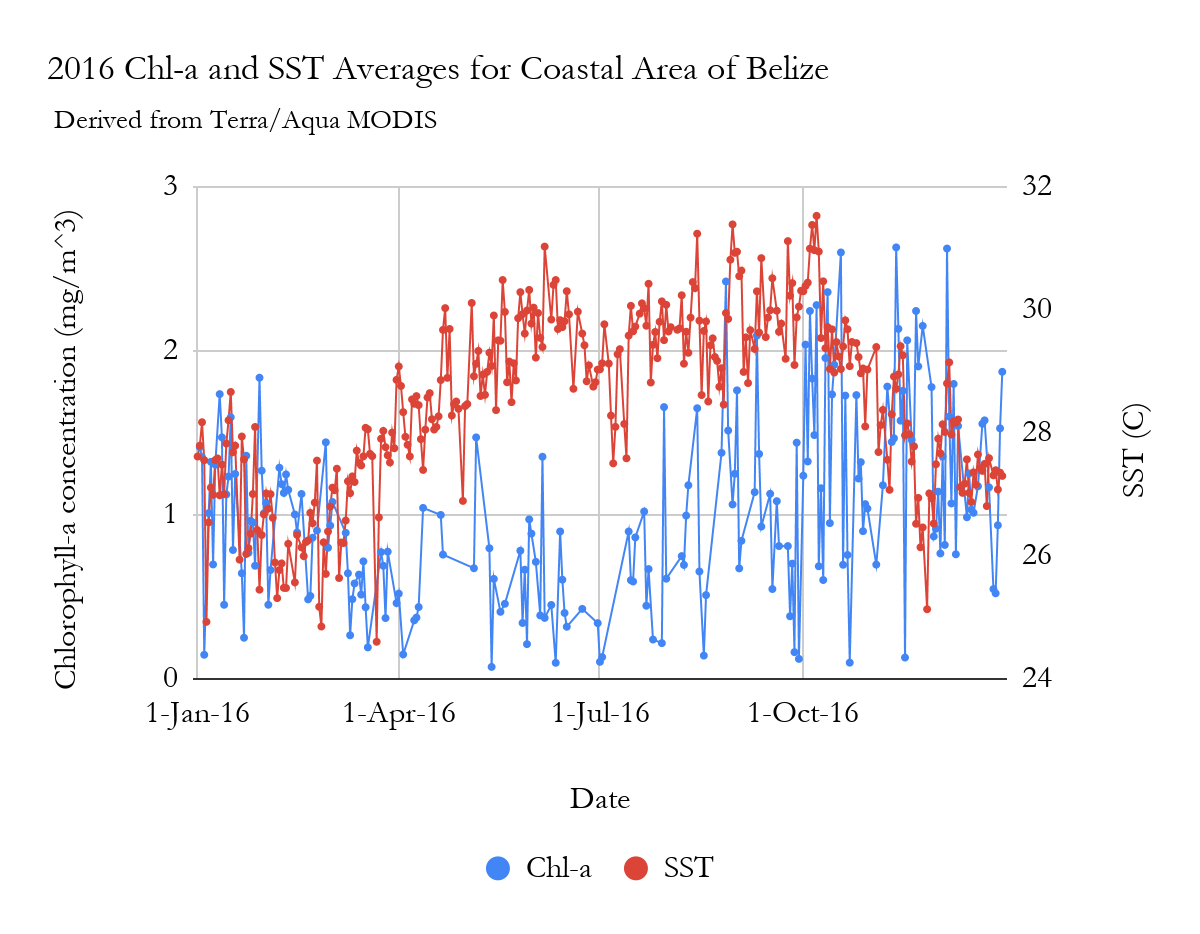 2016 Chl-a and SST Averages for Coastal Area of Belize
Derived from Terra/Aqua MODIS
Chlorophyll-a concentration (mg/m^3)
3
2
1
0
32
30
28
26
24
SST (C)
1-Jan-16
1-Apr-16
1-Jul-16
1-Oct-16
Date
Chl-a
SST